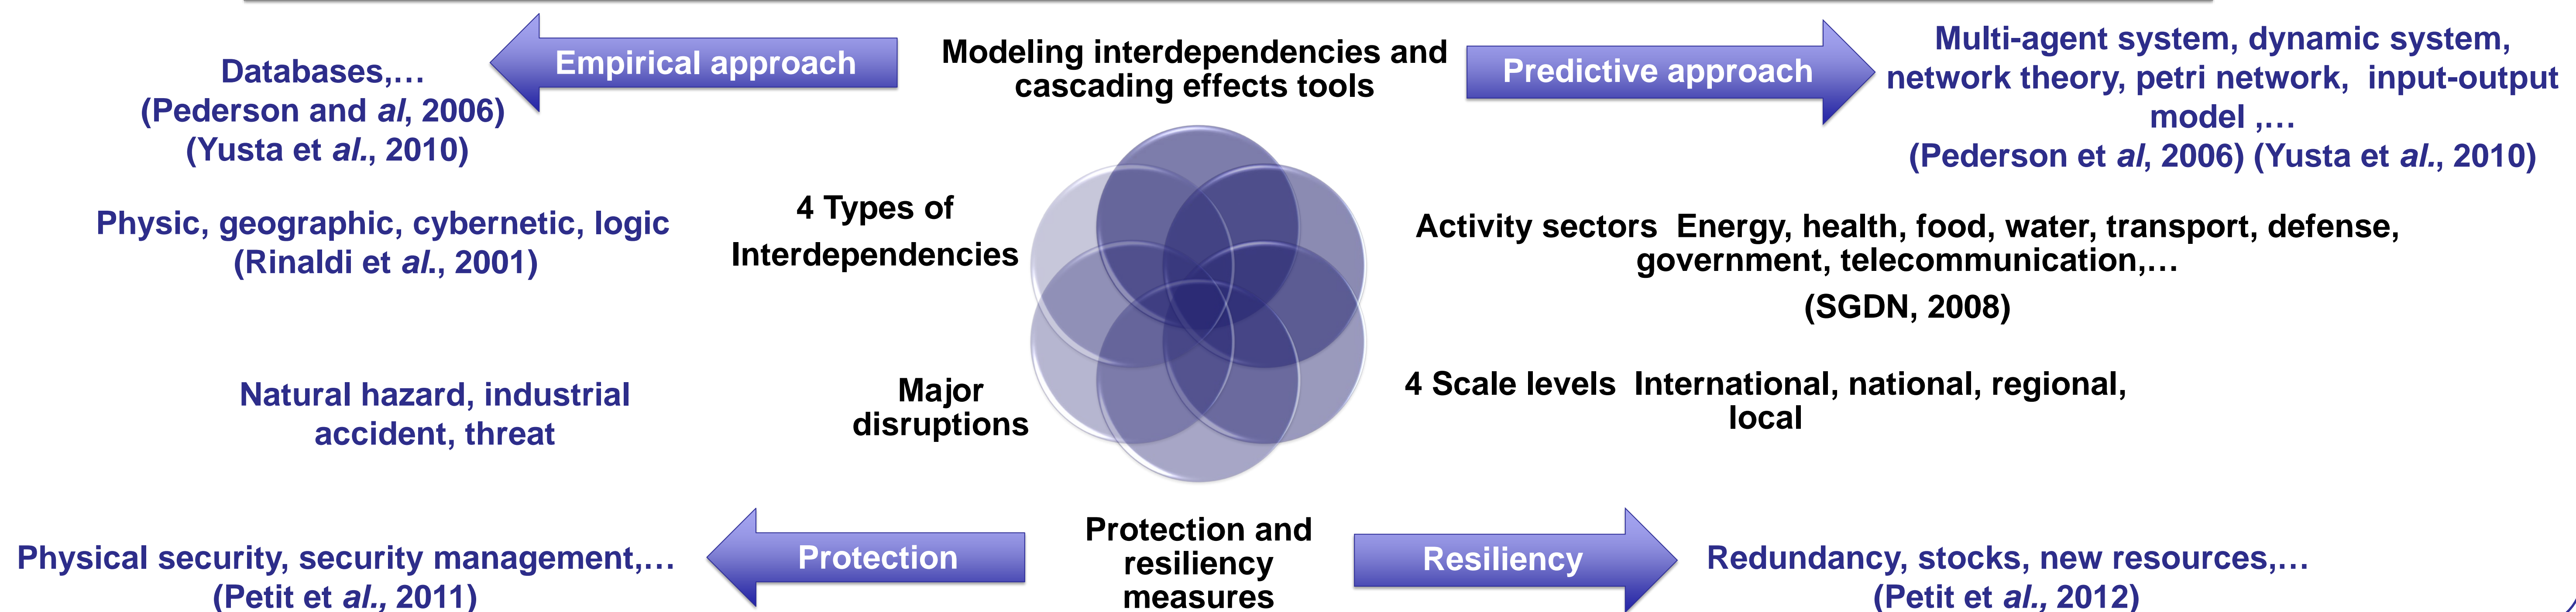 Empirical approach
Databases,…
(Pederson and al, 2006)
(Yusta et al., 2010)
Modeling interdependencies and
cascading effects tools
Predictive approach
Multi-agent system, dynamic system,
network theory, petri network, input-output
model ,…
(Pederson et al, 2006) (Yusta et al., 2010)
Physic, geographic, cybernetic, logic
(Rinaldi et al., 2001)
4 Types of
Interdependencies
Activity sectors Energy, health, food, water, transport, defense,
government, telecommunication,…
(SGDN, 2008)
Natural hazard, industrial
accident, threat
Major
disruptions
4 Scale levels International, national, regional,
local
Physical security, security management,…
(Petit et al., 2011)
Protection
Protection and
resiliency
measures
Resiliency
Redundancy, stocks, new resources,…
(Petit et al., 2012)